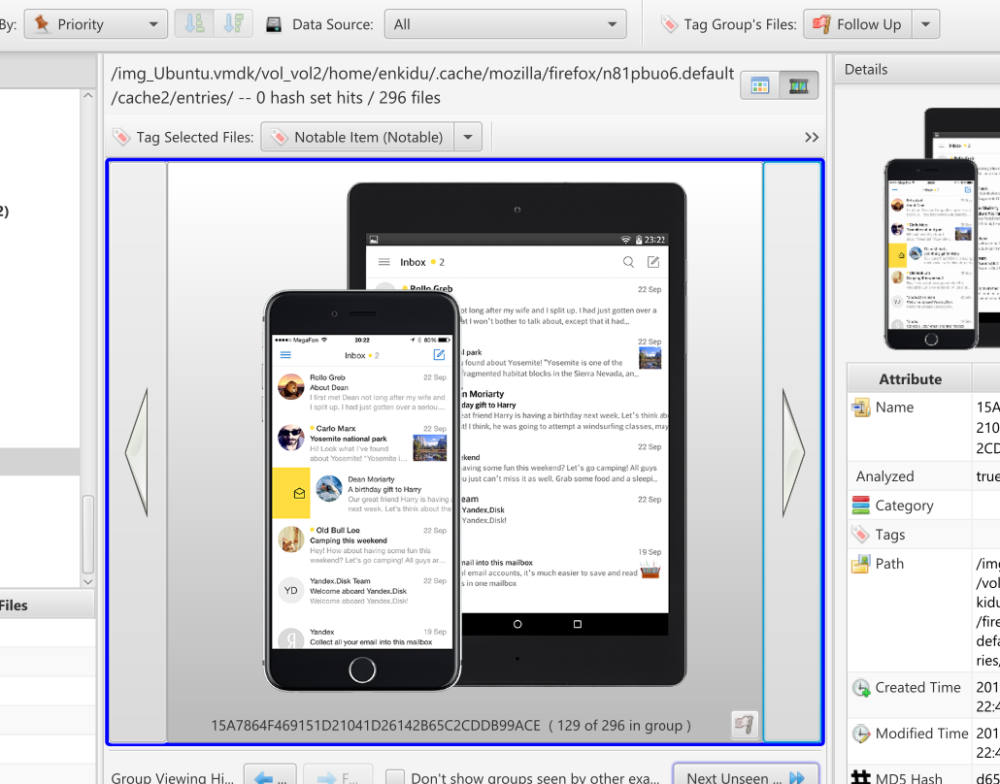 By: Priority Data Source: All Tag Group's Files: Follow Up
/img_Ubuntu.vmdk/vol_vol2/home/enkidu/.cache/mozilla/firefox/n81pbuo6.default
/cache2/entries/ -- 0 hash set hits / 296 files
Tag Selected Files: Notable Item (Notable)
2)
Files
23:22
Inbox 2
Rollo Greb 22 Sep
ot long after my wife and I split up. I had just gotten over a
at I won't bother to talk about, except that it had...
22 Sep
al park
found about Yosemite! "Yosemite is one of the
fragmented habitat blocks in the Sierra Nevada, an...
n Moriarty
day gift to Harry
eat friend Harry is having a birthday next week. Let's think about
it! I think, he was going to attempt a windsurfing classes, may
22 Sep
ekend
aving some fun this weekend? Let's go camping! All guys
u just can't miss it as well. Grab some food and a sleepi...
eam 22 Sep
Yandex.Disk
Yandex.Disk!
19 Sep
mail into this mailbox
al email accounts, it's much easier to save and read
s in one mailbox
MegaFon 20:22 80%
Inbox 2
Rollo Greb 22 Sep
About Dean
I first met Dean not long after my wife and
I split up. I had just gotten over a seriou...
Carlo Marx 22 Sep
Yosemite national park
Hi! Look what I've found
about Yosemite! "Yosemite i...
Dean Moriarty
A birthday gift to Harry
Our great friend Harry is having a
next week. Let's think about the
Old Bull Lee 22 Sep
Camping this weekend
Hey! How about having some fun this
weekend? Let's go camping! All guys ar...
YD
Yandex.Disk Team 22 Sep
Welcome aboard Yandex.Disk
Welcome aboard Yandex.Disk!
Я
Yandex 19 Sep
Collect all your email into this mailbox
15A7864F469151D21041D26142B65C2CDDB99ACE ( 129 of 296 in group )
Group Viewing Hi... ... F... Don't show groups seen by other exa... Next Unseen ...
Details
Attribute
Name 15A
210
2CD
Analyzed true
Category
Tags
Path /img
/vol
kidu
/fire
defa
ries/
Created Time 201
22:4
Modified Time 201
22:4
MD5 Hash d65